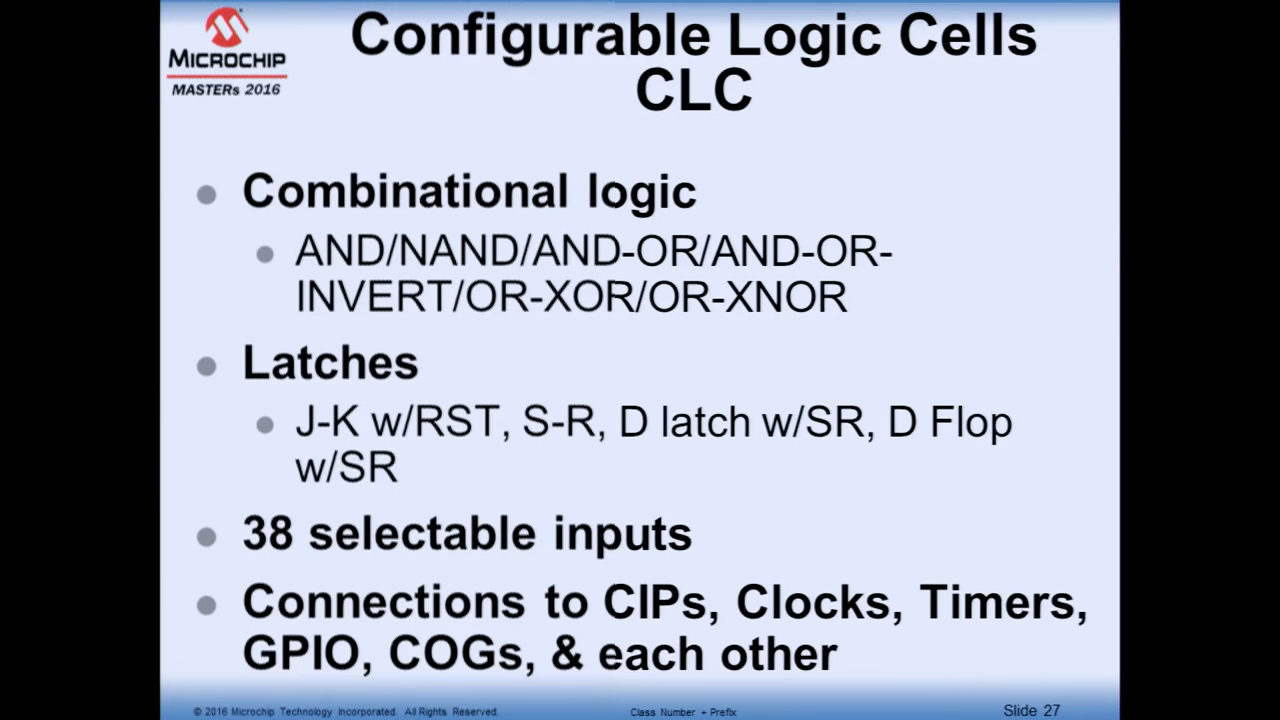 MICROCHIP
MASTERs 2016
Configurable Logic Cells
CLC
Combinational logic
AND/NAND/AND-OR/AND-OR-
INVERT/OR-XOR/OR-XNOR
Latches
J-K w/RST, S-R, D latch w/SR, D Flop
w/SR
38 selectable inputs
Connections to CIPs, Clocks, Timers,
GPIO, COGs, & each other
© 2016 Microchip Technology Incorporated. All Rights Reserved.
Class Number + Prefix
Slide 27